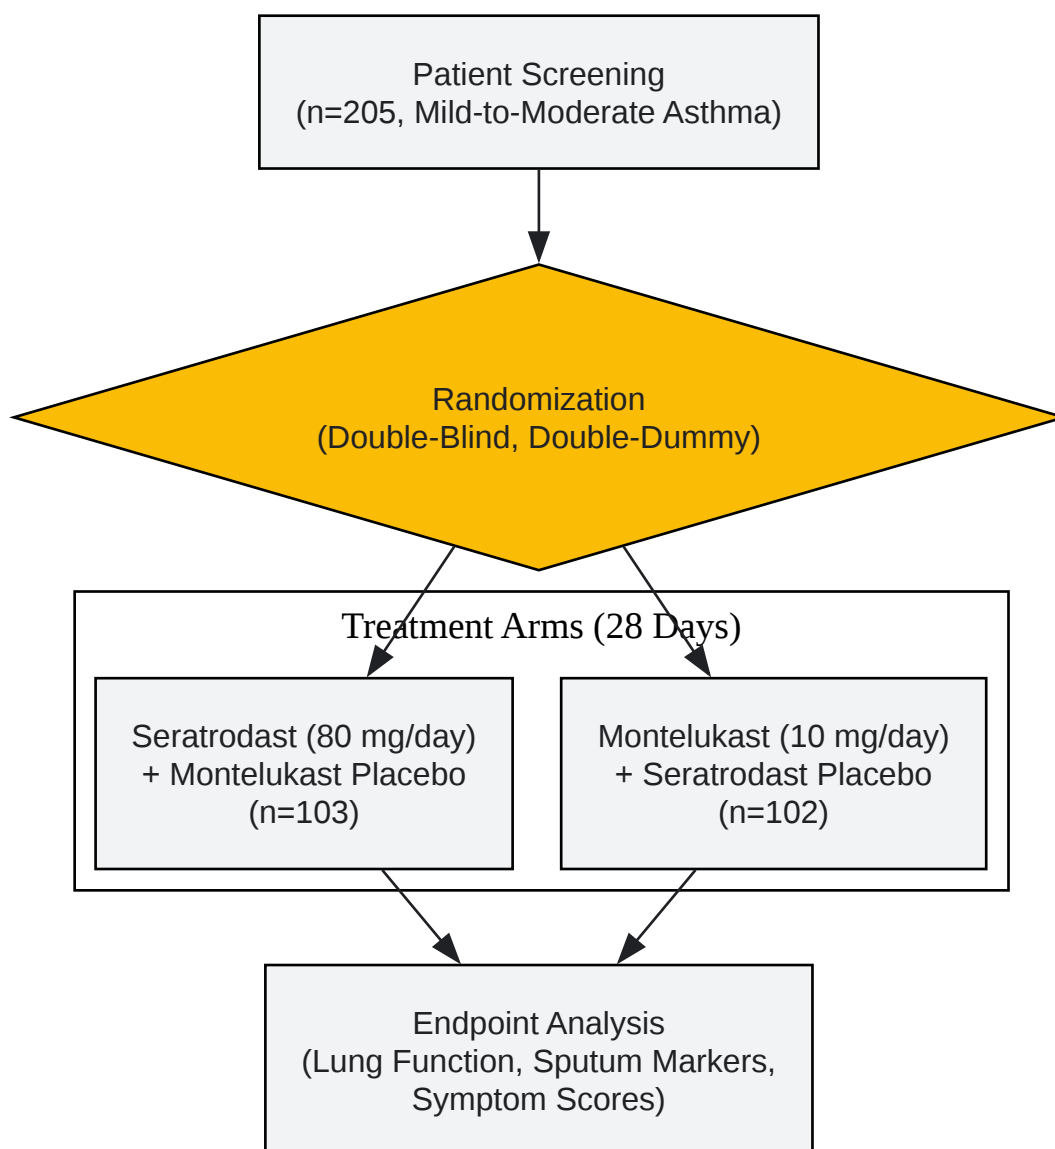 Patient Screening
(n=205, Mild-to-Moderate Asthma)
Randomization
(Double-Blind, Double-Dummy)
Treatment Arms (28 Days)
Seratrodast (80 mg/day)
+ Montelukast Placebo
(n=103)
Montelukast (10 mg/day)
+ Seratrodast Placebo
(n=102)
Endpoint Analysis
(Lung Function, Sputum Markers,
Symptom Scores)